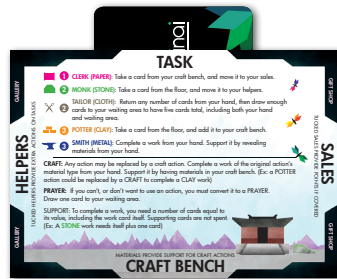 nai
TASK
1 CLERK (PAPER): Take a card from your craft bench, and move it to your sales.
2 MONK (STONE): Take a card from the floor, and move it to your helpers.
2 TAILOR (CLOTH): Return any number of cards from your hand, then draw enough
cards to your waiting area to have five cards total, including both your hand
and waiting area.
3 POTTER (CLAY): Take a card from the floor, and add it to your craft bench.
3 SMITH (METAL): Complete a work from your hand. Support it by revealing
materials from your hand.
CRAFT: Any action may be replaced by a craft action. Complete a work of the original action's
material type from your hand. Support it by having materials in your craft bench. (Ex: a POTTER
action could be replaced by a CRAFT to complete a CLAY work)
PRAYER: If you can't, or don't want to use an action, you must convert it to a PRAYER.
Draw one card to your waiting area.
SUPPORT: To complete a work, you need a number of cards equal to
its value, including the work card itself. Supporting cards are not spent
(Ex: A STONE work needs itself plus one card)
MATERIALS PROVIDE SUPPORT FOR CRAFT ACTIONS
CRAFT BENCH
GALLERY
HELPERS
TUCKED HELPERS PROVIDE EXTRA ACTIONS ON TASKS
GALLERY
GIFT SHOP
SALES
TUCKED SALES PROVIDE POINTS IF COVERED
GIFT SHOP